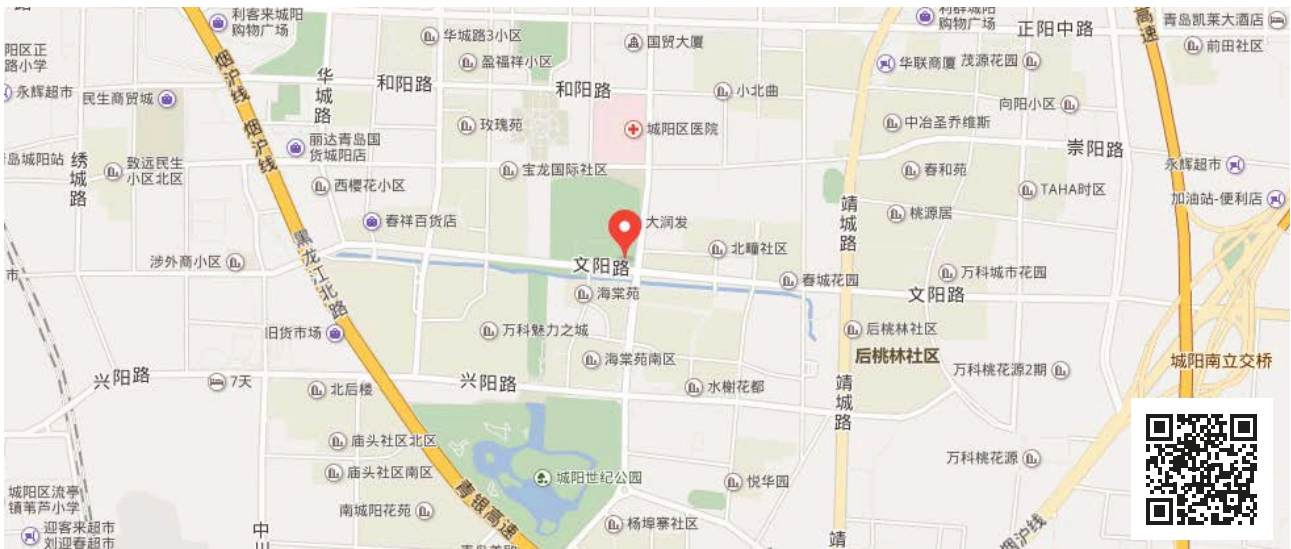 路
利客来城阳
购物广场
华城路3小区
国贸大厦
利群城阳
购物广场
正阳中路
高速
青岛凯莱大酒店
前田社区
阳区正
路小学
烟沪线
盈福祥小区
华联商厦
茂源花园
永辉超市
民生商贸城
华城路
和阳路
和阳路
小北曲
向阳小区
烟沪线
玫瑰苑
城阳区医院
中冶圣乔维斯
丽达青岛国
货城阳店
崇阳路
岛城阳站
绣城路
致远民生
小区北区
宝龙国际社区
春和苑
永辉超市
西樱花小区
TAHA时区
加油站-便利店
春祥百货店
大润发
靖城路
桃源居
黑龙江北路
北疃社区
涉外商小区
文阳路
万科城市花园
市
海棠苑
春城花园
文阳路
旧货市场
万科魅力之城
后桃林社区
后桃林社区
海棠苑南区
城阳南立交桥
兴阳路
7天
北后楼
兴阳路
水榭花都
靖城路
万科桃花源2期
庙头社区北区
庙头社区南区
城阳世纪公园
悦华园
万科桃花源
城阳区流亭
镇苇芦小学
南城阳花苑
青银高速
杨埠寨社区
迎客来超市
刘迎春超市
中
靖
烟沪线